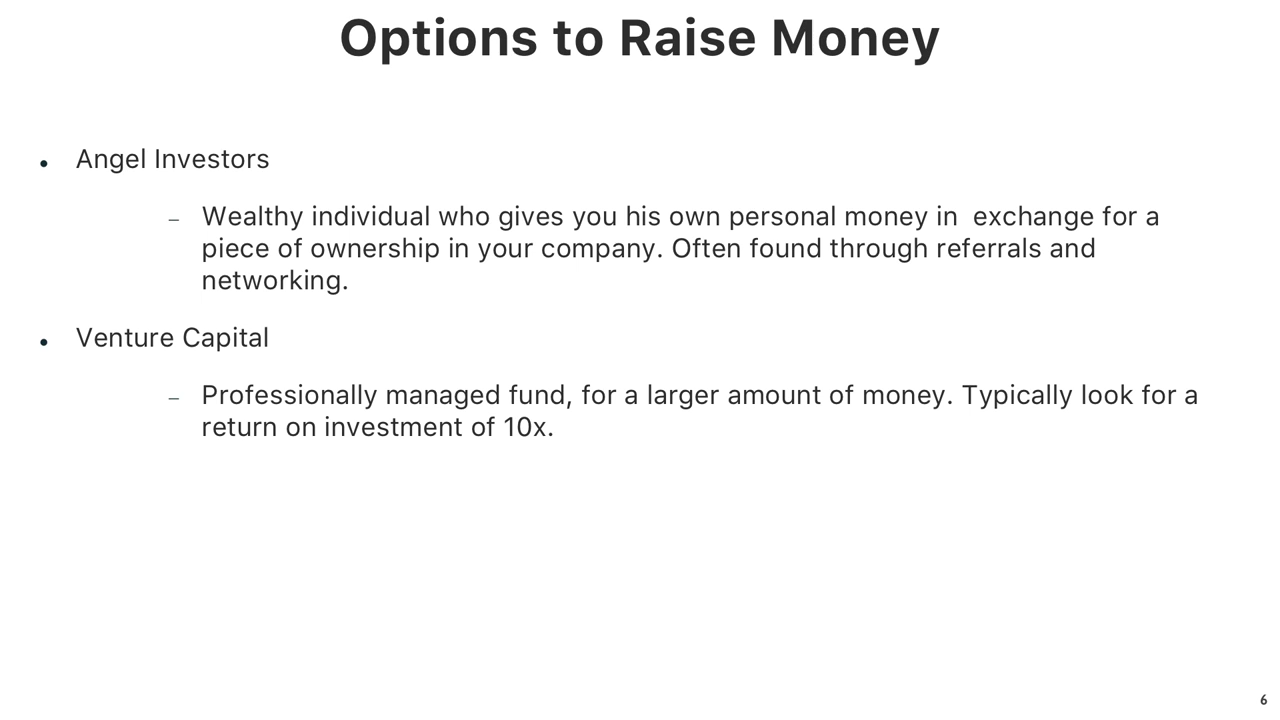 Options to Raise Money
• Angel Investors
– Wealthy individual who gives you his own personal money in  exchange for a
piece of ownership in your company. Often found through referrals and
networking.
• Venture Capital
– Professionally managed fund, for a larger amount of money. Typically look for a
return on investment of 10x.
6